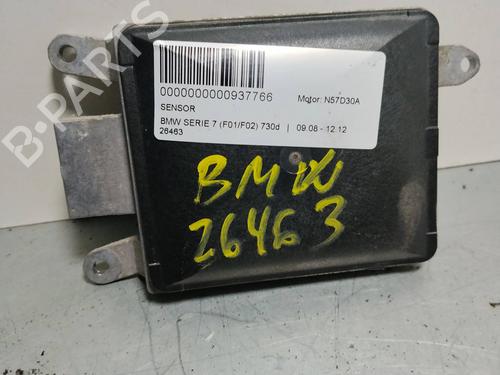 0000000000937766 Motor: N57D30A
SENSOR
BMW SERIE 7 (F01/F02) 730d | 09.08 - 12.12
26463
BMW
26463
B-PARTS